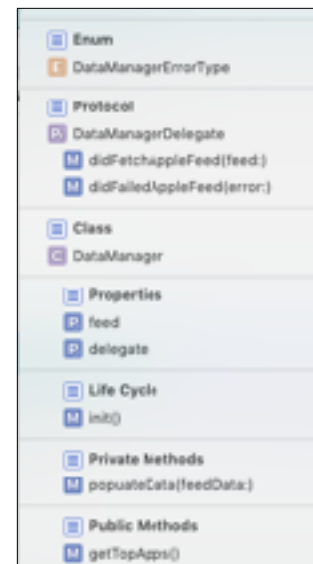 Enum
DataManagerErrorType
Protocol
DataManagerDelegate
didFetchAppleFeed(feed:)
didFailedAppleFeed(error:)
Class
DataManager
Properties
feed
delegate
Life Cycle
init()
Private Methods
popuateData(feedData:)
Public Methods
getTopApps()